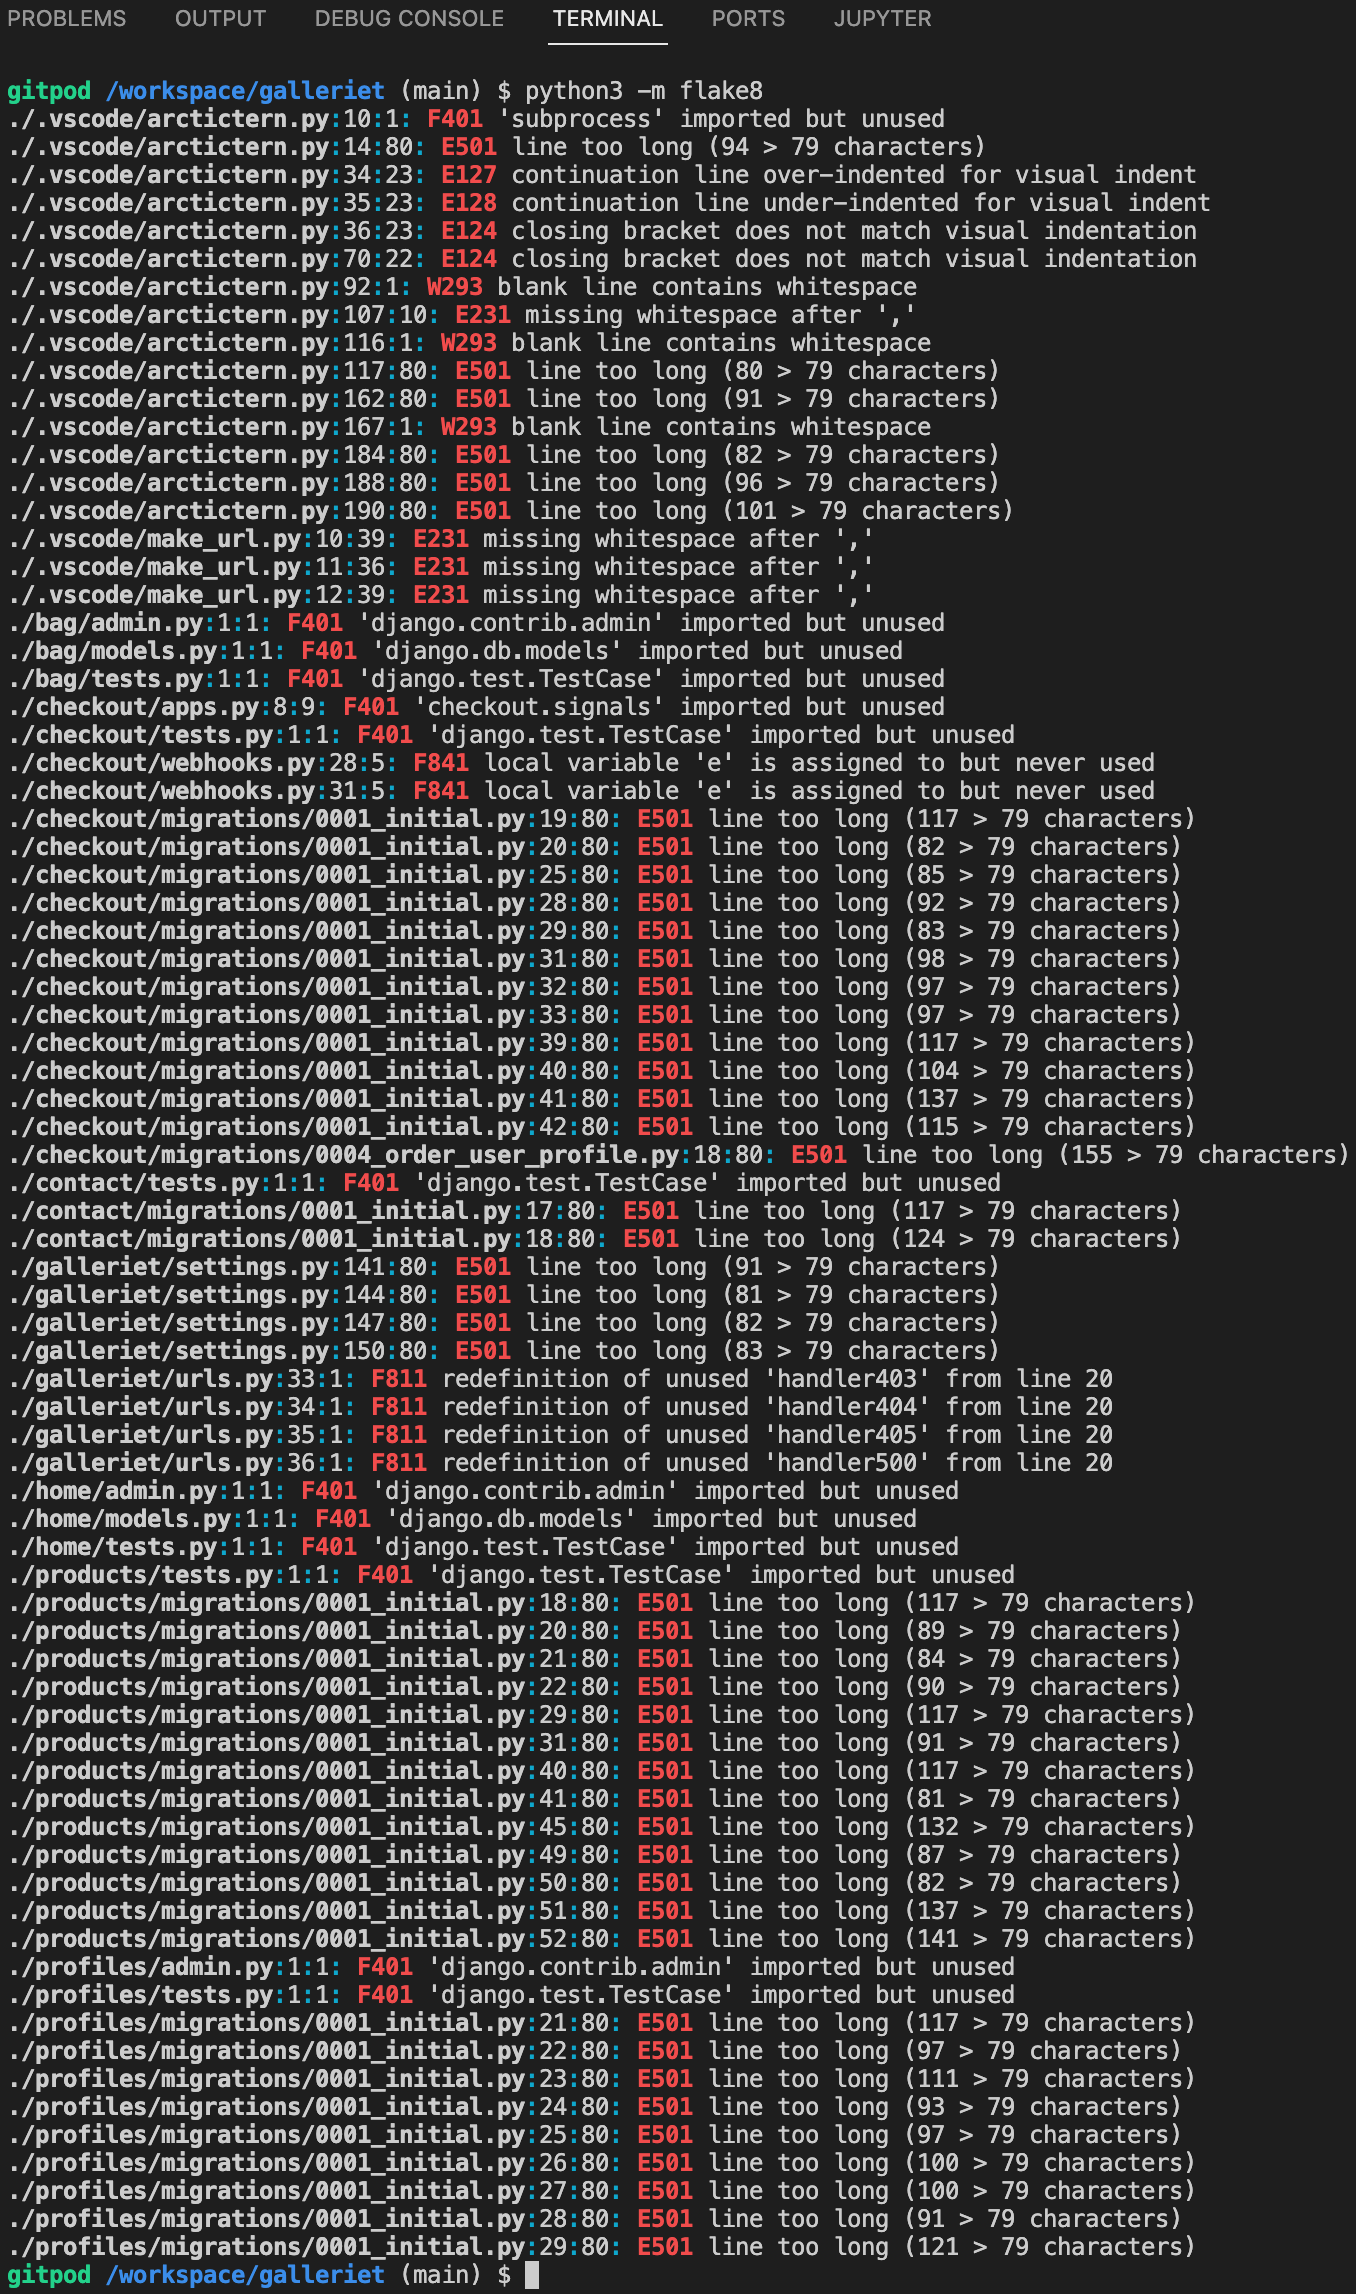 PROBLEMS OUTPUT DEBUG CONSOLE TERMINAL PORTS JUPYTER
gitpod /workspace/galleriet (main) $ python3 -m flake8
./.vscode/arctictern.py:10:1: F401 'subprocess' imported but unused
./.vscode/arctictern.py:14:80: E501 line too long (94 > 79 characters)
./.vscode/arctictern.py:34:23: E127 continuation line over-indented for visual indent
./.vscode/arctictern.py:35:23: E128 continuation line under-indented for visual indent
./.vscode/arctictern.py:36:23: E124 closing bracket does not match visual indentation
./.vscode/arctictern.py:70:22: E124 closing bracket does not match visual indentation
./.vscode/arctictern.py:92:1: W293 blank line contains whitespace
./.vscode/arctictern.py:107:10: E231 missing whitespace after ','
./.vscode/arctictern.py:116:1: W293 blank line contains whitespace
./.vscode/arctictern.py:117:80: E501 line too long (80 > 79 characters)
./.vscode/arctictern.py:162:80: E501 line too long (91 > 79 characters)
./.vscode/arctictern.py:167:1: W293 blank line contains whitespace
./.vscode/arctictern.py:184:80: E501 line too long (82 > 79 characters)
./.vscode/arctictern.py:188:80: E501 line too long (96 > 79 characters)
./.vscode/arctictern.py:190:80: E501 line too long (101 > 79 characters)
./.vscode/make_url.py:10:39: E231 missing whitespace after ','
./.vscode/make_url.py:11:36: E231 missing whitespace after ','
./.vscode/make_url.py:12:39: E231 missing whitespace after ','
./bag/admin.py:1:1: F401 'django.contrib.admin' imported but unused
./bag/models.py:1:1: F401 'django.db.models' imported but unused
./bag/tests.py:1:1: F401 'django.test.TestCase' imported but unused
./checkout/apps.py:8:9: F401 'checkout.signals' imported but unused
./checkout/tests.py:1:1: F401 'django.test.TestCase' imported but unused
./checkout/webhooks.py:28:5: F841 local variable 'e' is assigned to but never used
./checkout/webhooks.py:31:5: F841 local variable 'e' is assigned to but never used
./checkout/migrations/0001_initial.py:19:80: E501 line too long (117 > 79 characters)
./checkout/migrations/0001_initial.py:20:80: E501 line too long (82 > 79 characters)
./checkout/migrations/0001_initial.py:25:80: E501 line too long (85 > 79 characters)
./checkout/migrations/0001_initial.py:28:80: E501 line too long (92 > 79 characters)
./checkout/migrations/0001_initial.py:29:80: E501 line too long (83 > 79 characters)
./checkout/migrations/0001_initial.py:31:80: E501 line too long (98 > 79 characters)
./checkout/migrations/0001_initial.py:32:80: E501 line too long (97 > 79 characters)
./checkout/migrations/0001_initial.py:33:80: E501 line too long (97 > 79 characters)
./checkout/migrations/0001_initial.py:39:80: E501 line too long (117 > 79 characters)
./checkout/migrations/0001_initial.py:40:80: E501 line too long (104 > 79 characters)
./checkout/migrations/0001_initial.py:41:80: E501 line too long (137 > 79 characters)
./checkout/migrations/0001_initial.py:42:80: E501 line too long (115 > 79 characters)
./checkout/migrations/0004_order_user_profile.py:18:80: E501 line too long (155 > 79 characters)
./contact/tests.py:1:1: F401 'django.test.TestCase' imported but unused
./contact/migrations/0001_initial.py:17:80: E501 line too long (117 > 79 characters)
./contact/migrations/0001_initial.py:18:80: E501 line too long (124 > 79 characters)
./galleriet/settings.py:141:80: E501 line too long (91 > 79 characters)
./galleriet/settings.py:144:80: E501 line too long (81 > 79 characters)
./galleriet/settings.py:147:80: E501 line too long (82 > 79 characters)
./galleriet/settings.py:150:80: E501 line too long (83 > 79 characters)
./galleriet/urls.py:33:1: F811 redefinition of unused 'handler403' from line 20
./galleriet/urls.py:34:1: F811 redefinition of unused 'handler404' from line 20
./galleriet/urls.py:35:1: F811 redefinition of unused 'handler405' from line 20
./galleriet/urls.py:36:1: F811 redefinition of unused 'handler500' from line 20
./home/admin.py:1:1: F401 'django.contrib.admin' imported but unused
./home/models.py:1:1: F401 'django.db.models' imported but unused
./home/tests.py:1:1: F401 'django.test.TestCase' imported but unused
./products/tests.py:1:1: F401 'django.test.TestCase' imported but unused
./products/migrations/0001_initial.py:18:80: E501 line too long (117 > 79 characters)
./products/migrations/0001_initial.py:20:80: E501 line too long (89 > 79 characters)
./products/migrations/0001_initial.py:21:80: E501 line too long (84 > 79 characters)
./products/migrations/0001_initial.py:22:80: E501 line too long (90 > 79 characters)
./products/migrations/0001_initial.py:29:80: E501 line too long (117 > 79 characters)
./products/migrations/0001_initial.py:31:80: E501 line too long (91 > 79 characters)
./products/migrations/0001_initial.py:40:80: E501 line too long (117 > 79 characters)
./products/migrations/0001_initial.py:41:80: E501 line too long (81 > 79 characters)
./products/migrations/0001_initial.py:45:80: E501 line too long (132 > 79 characters)
./products/migrations/0001_initial.py:49:80: E501 line too long (87 > 79 characters)
./products/migrations/0001_initial.py:50:80: E501 line too long (82 > 79 characters)
./products/migrations/0001_initial.py:51:80: E501 line too long (137 > 79 characters)
./products/migrations/0001_initial.py:52:80: E501 line too long (141 > 79 characters)
./profiles/admin.py:1:1: F401 'django.contrib.admin' imported but unused
./profiles/tests.py:1:1: F401 'django.test.TestCase' imported but unused
./profiles/migrations/0001_initial.py:21:80: E501 line too long (117 > 79 characters)
./profiles/migrations/0001_initial.py:22:80: E501 line too long (97 > 79 characters)
./profiles/migrations/0001_initial.py:23:80: E501 line too long (111 > 79 characters)
./profiles/migrations/0001_initial.py:24:80: E501 line too long (93 > 79 characters)
./profiles/migrations/0001_initial.py:25:80: E501 line too long (97 > 79 characters)
./profiles/migrations/0001_initial.py:26:80: E501 line too long (100 > 79 characters)
./profiles/migrations/0001_initial.py:27:80: E501 line too long (100 > 79 characters)
./profiles/migrations/0001_initial.py:28:80: E501 line too long (91 > 79 characters)
./profiles/migrations/0001_initial.py:29:80: E501 line too long (121 > 79 characters)
gitpod /workspace/galleriet (main) $